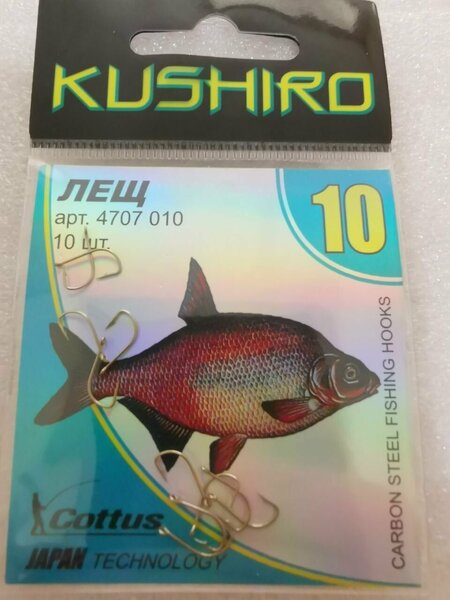 KUSHIRO
ЛЕЩ
арт. 4707 010
10 шт.
10
CARBON STEEL FISHING HOOKS
Cottus
JAPAN TECHNOLOGY